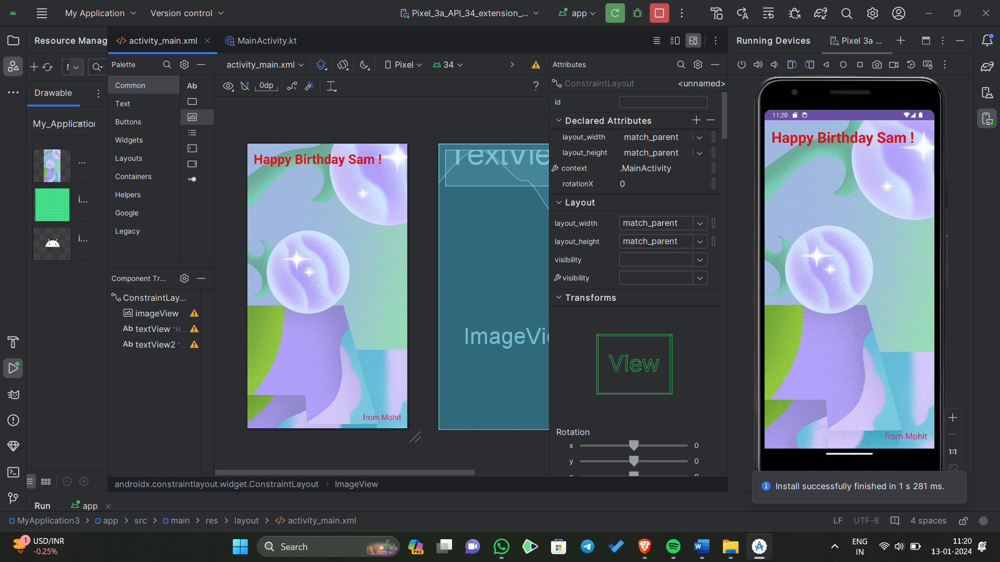 My Application
Version control
Pixel_3a_API_34_extension_...
app
Resource Manag
activity_main.xml
MainActivity.kt
Running Devices
Pixel 3a ...
Palette
activity_main.xml
Pixel
34
Attributes
Common
Ab
0dp
ConstraintLayout
<unnamed>
Drawable
Text
id
Buttons
My_Application
Declared Attributes
Widgets
layout_width
match_parent
Layouts
layout_height
match_parent
Containers
context
.MainActivity
Helpers
rotationX
0
Google
Layout
Legacy
layout_width
match_parent
layout_height
match_parent
visibility
visibility
Transforms
View
Rotation
x
0
y
0
...
i...
i...
Component Tr...
ConstraintLay...
imageView
Ab textView "H...
Ab textView2 "...
Happy Birthday Sam !
from Mohit
TextVie
ImageVi
11:20
Happy Birthday Sam !
from Mohit
1:1
androidx.constraintlayout.widget.ConstraintLayout
ImageView
Install successfully finished in 1 s 281 ms.
Run
app
MyApplication3 > app > src > main > res > layout > activity_main.xml
LF
UTF-8
4 spaces
1
USD/INR
-0.25%
Search
PRE
ENG
IN
11:20
13-01-2024